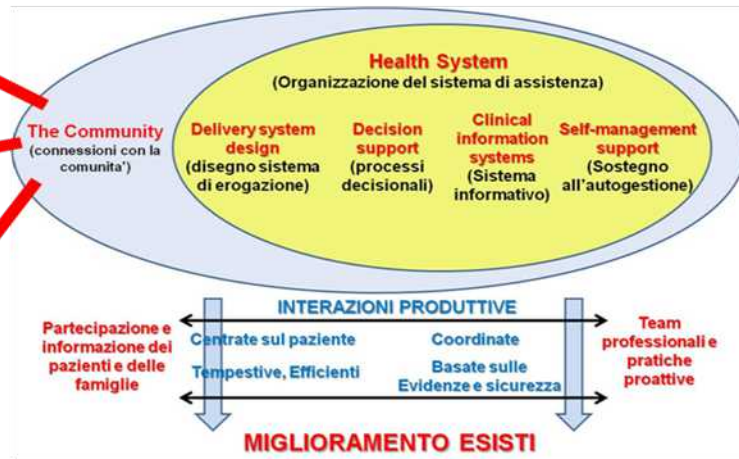 Health System
(Organizzazione del sistema di assistenza)
The Community
(connessioni con la
comunita')
Delivery system
design
(disegno sistema
di erogazione)
Decision
support
(processi
decisionali)
Clinical
information
systems
(Sistema
informativo)
Self-management
support
(Sostegno
all'autogestione)
INTERAZIONI PRODUTTIVE
Partecipazione e
informazione dei
pazienti e delle
famiglie
Centrate sul paziente
Tempestive, Efficienti
Coordinate
Basate sulle
Evidenze e sicurezza
Team
professionali e
pratiche
proattive
MIGLIORAMENTO ESISTI